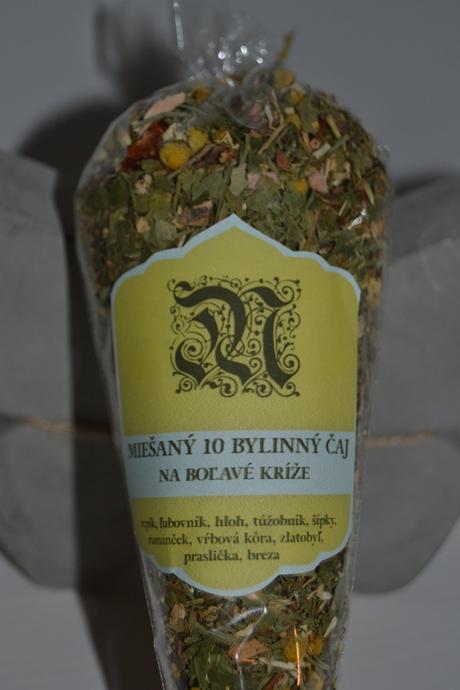 M
MIEŠANÝ 10 BYLINNÝ ČAJ
NA BOĽAVÉ KRÍŽE
repík, ľubovník, hloh, túžobník, šípky,
rumanček, vŕbová kôra, zlatobyľ,
praslička, breza